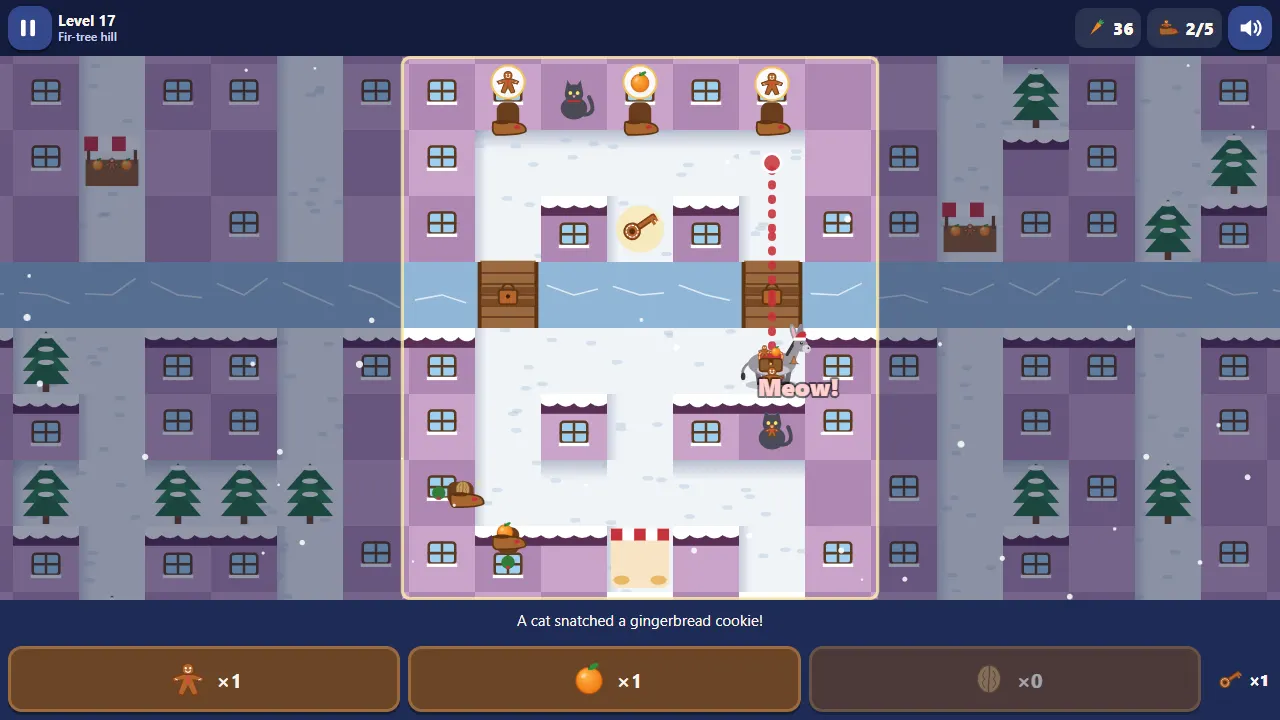 Level 17
Fir-tree hill
36
2/5
Meow!
A cat snatched a gingerbread cookie!
×1
×1
×0
×1